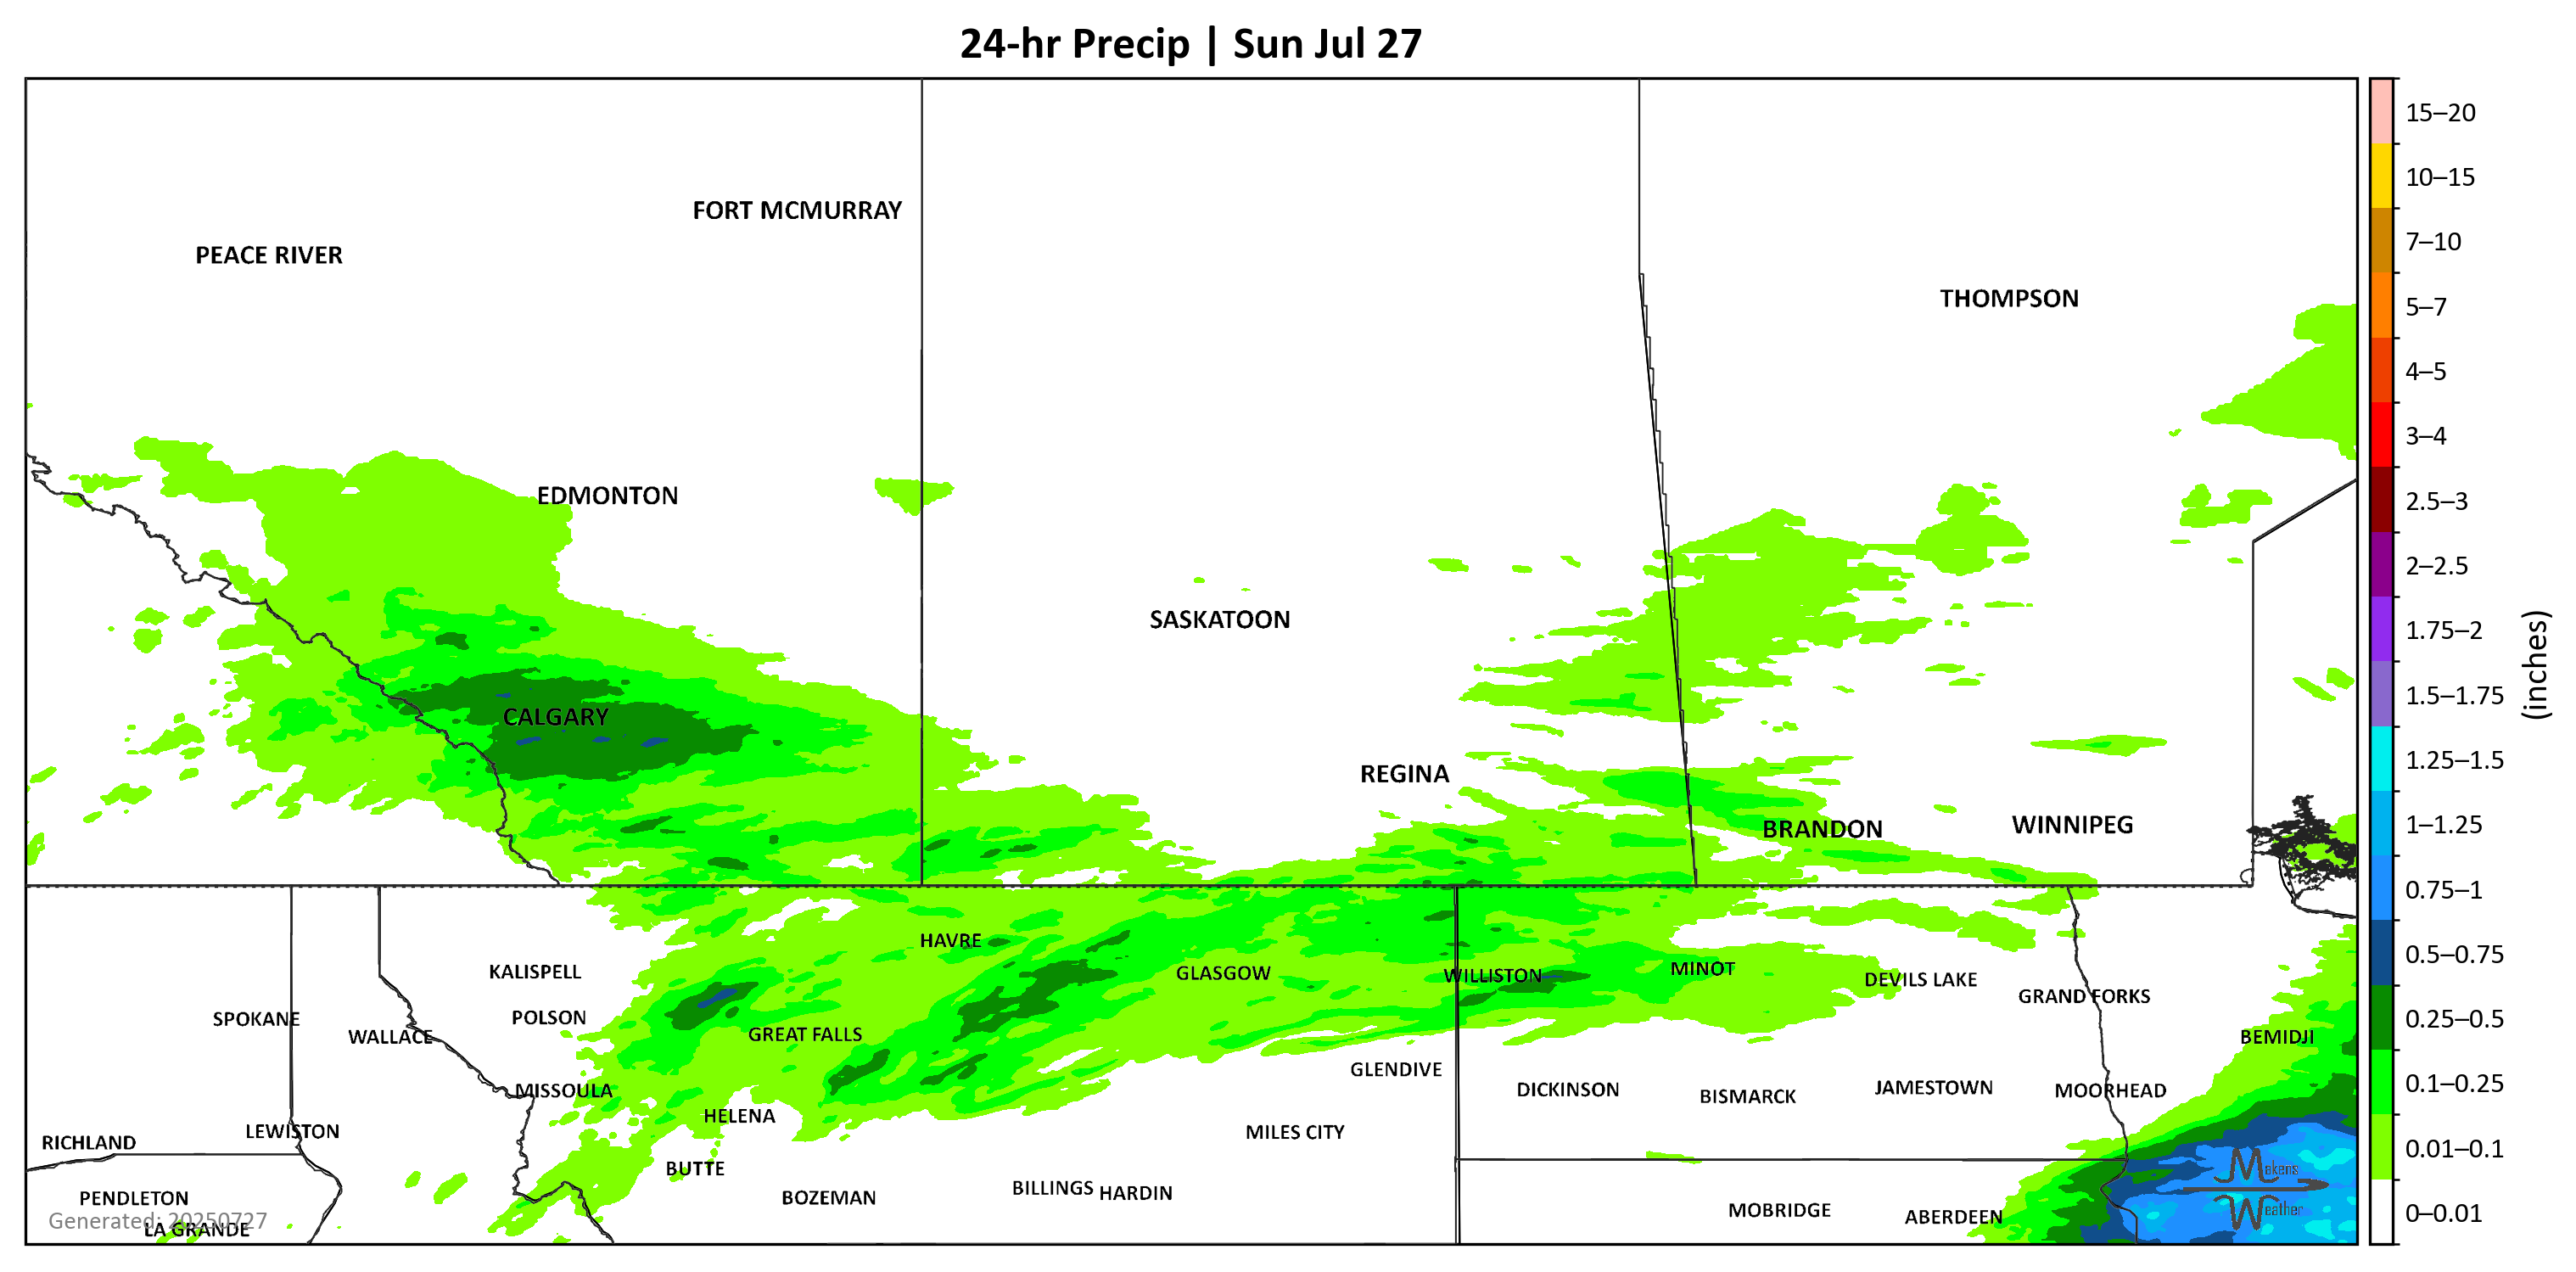 24-hr Precip | Sun Jul 27
FORT MCMURRAY
PEACE RIVER
THOMPSON
EDMONTON
SASKATOON
CALGARY
REGINA
BRANDON
WINNIPEG
HAVRE
KALISPELL
GLASGOW
WILLISTON
MINOT
DEVILS LAKE
GRAND FORKS
SPOKANE
POLSON
WALLACE
GREAT FALLS
BEMIDJI
GLENDIVE
MISSOULA
DICKINSON
BISMARCK
JAMESTOWN
MOORHEAD
HELENA
RICHLAND
LEWISTON
MILES CITY
BUTTE
PENDLETON
BOZEMAN
BILLINGS
HARDIN
MOBRIDGE
ABERDEEN
Generated: 20250727
LA GRANDE
Makens
Weather
15–20
10–15
7–10
5–7
4–5
3–4
2.5–3
2–2.5
1.75–2
1.5–1.75
1.25–1.5
1–1.25
0.75–1
0.5–0.75
0.25–0.5
0.1–0.25
0.01–0.1
0–0.01
(inches)